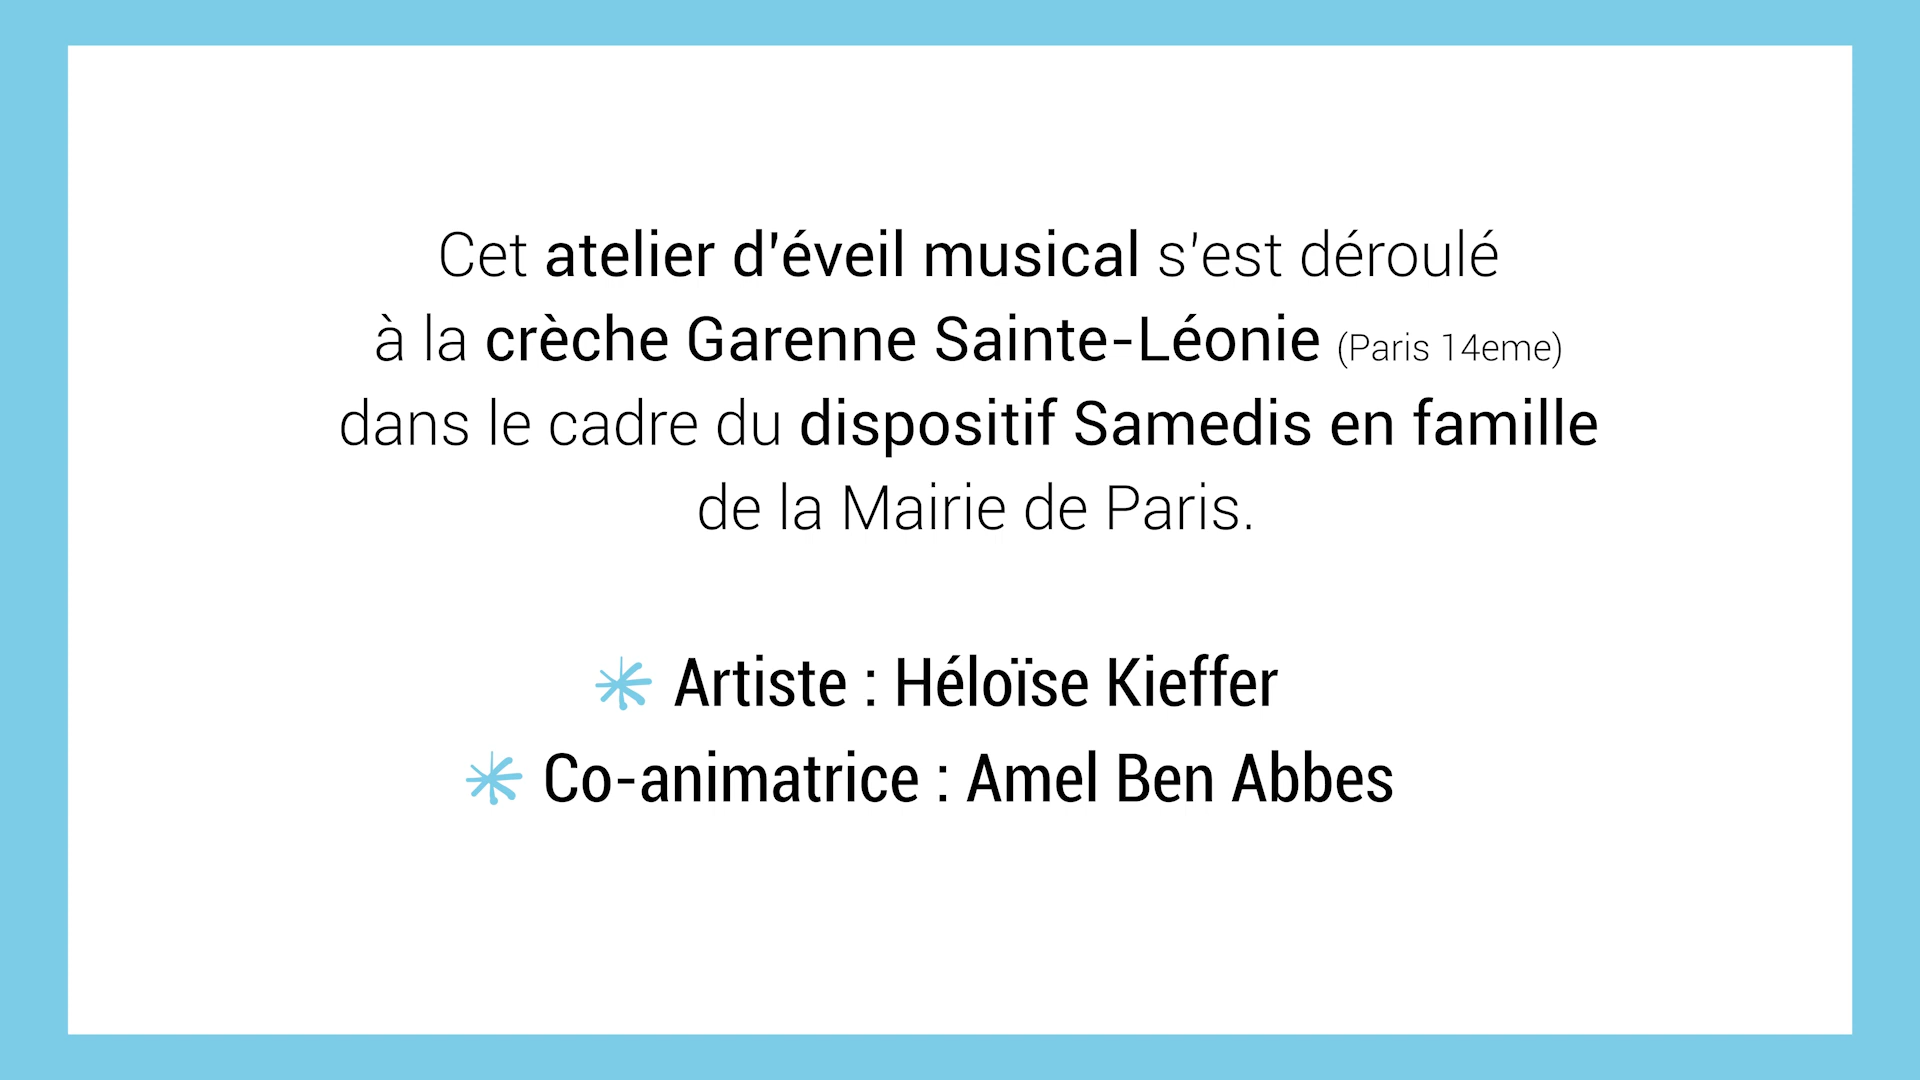 Cet atelier d'éveil musical s'est déroulé
à la crèche Garenne Sainte-Léonie (Paris 14eme)
dans le cadre du dispositif Samedis en famille
de la Mairie de Paris.
Artiste : Héloïse Kieffer
Co-animatrice : Amel Ben Abbes